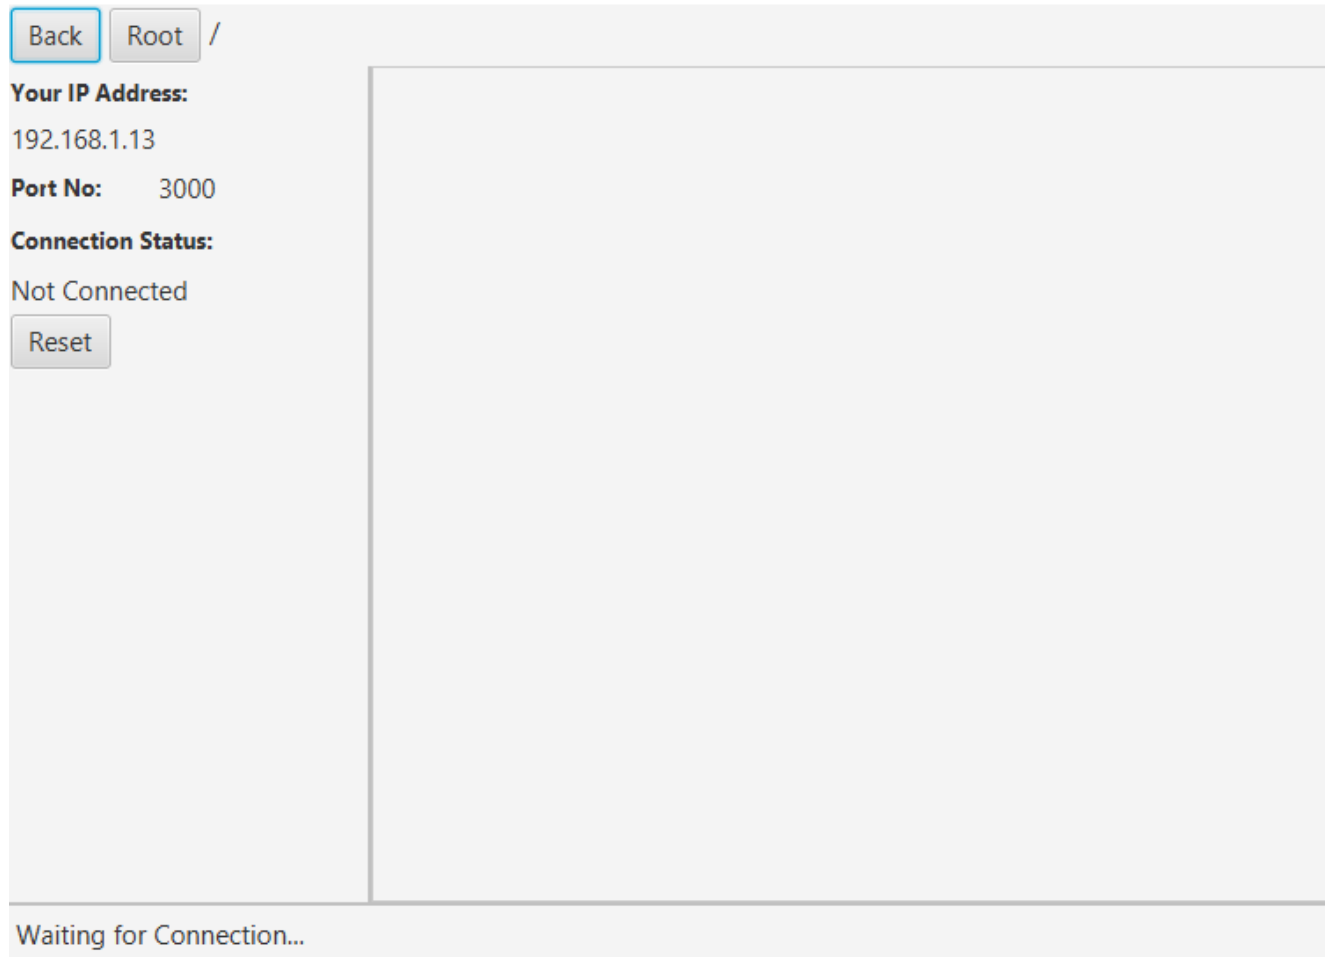 Back Root /
Your IP Address:
192.168.1.13
Port No: 3000
Connection Status:
Not Connected
Reset
Waiting for Connection...